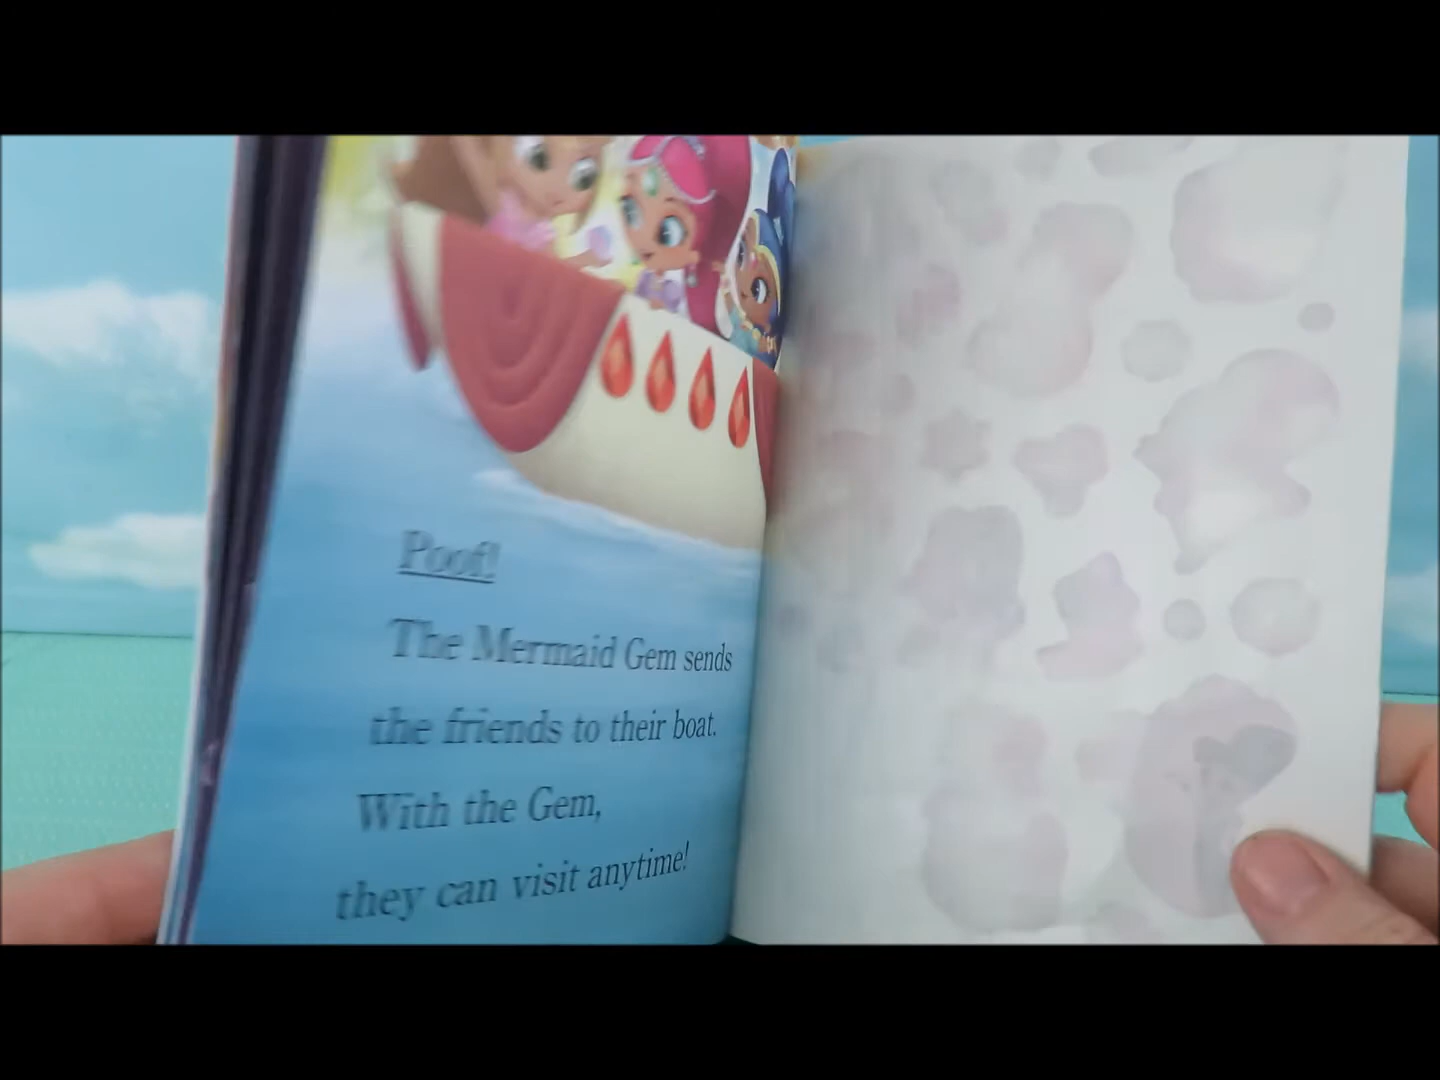 Poof!
The Mermaid Gem sends
the friends to their boat.
With the Gem,
they can visit anytime!